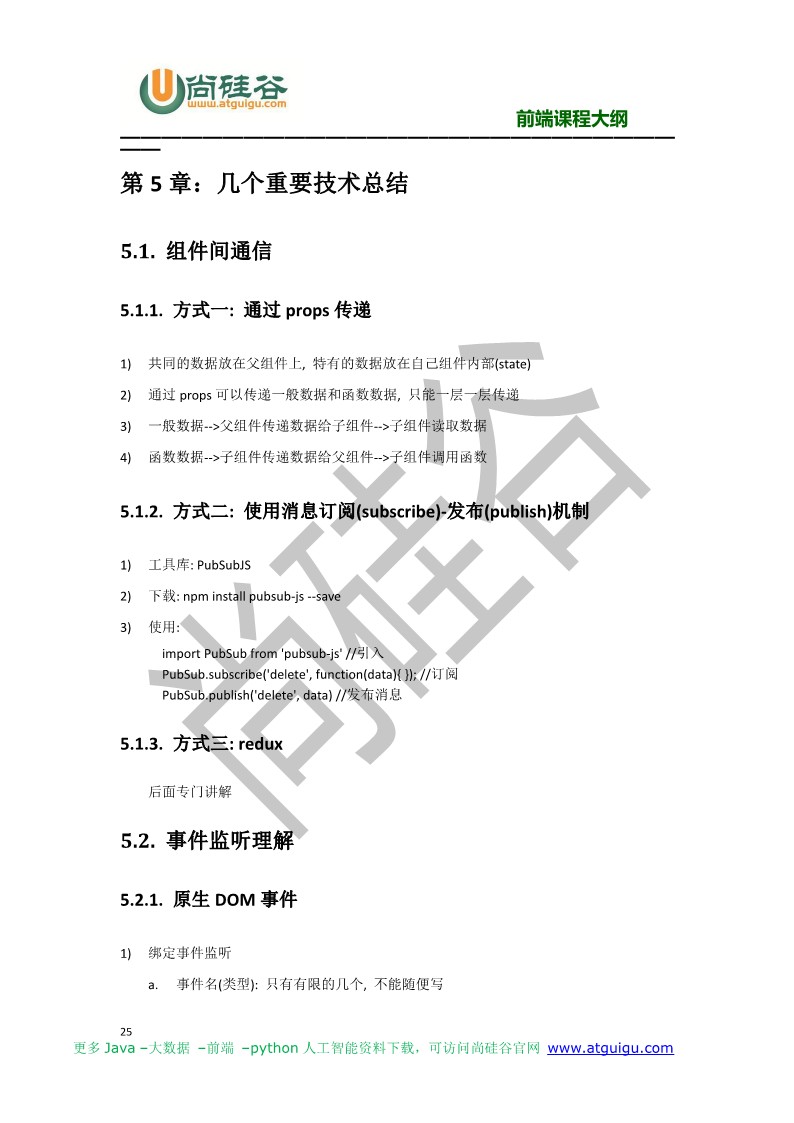 尚硅谷
www.atguigu.com
前端课程大纲
第 5 章：几个重要技术总结
5.1. 组件间通信
5.1.1. 方式一: 通过 props 传递
1) 共同的数据放在父组件上, 特有的数据放在自己组件内部(state)
2) 通过 props 可以传递一般数据和函数数据, 只能一层一层传递
3) 一般数据-->父组件传递数据给子组件-->子组件读取数据
4) 函数数据-->子组件传递数据给父组件-->子组件调用函数
5.1.2. 方式二: 使用消息订阅(subscribe)-发布(publish)机制
1) 工具库: PubSubJS
2) 下载: npm install pubsub-js --save
3) 使用:
import PubSub from 'pubsub-js' //引入
PubSub.subscribe('delete', function(data){ }); //订阅
PubSub.publish('delete', data) //发布消息
5.1.3. 方式三: redux
后面专门讲解
5.2. 事件监听理解
5.2.1. 原生 DOM 事件
1) 绑定事件监听
a. 事件名(类型): 只有有限的几个, 不能随便写
25
更多 Java –大数据 –前端 –python 人工智能资料下载，可访问尚硅谷官网 www.atguigu.com
尚硅谷